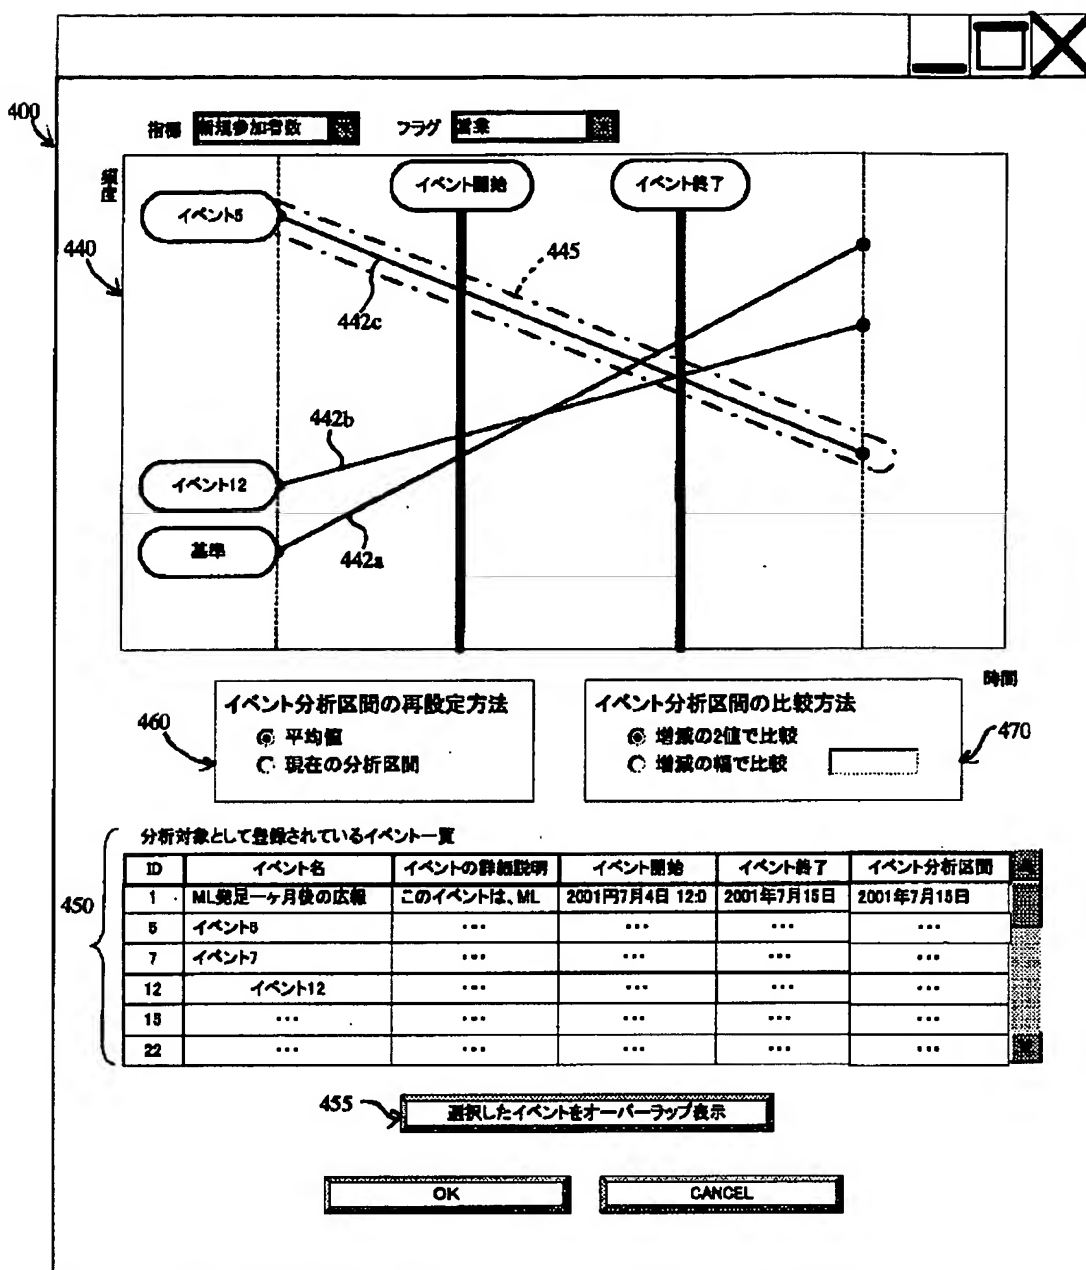 400
指標 新規参加者数 フラグ 営業
頻度
イベント開始 イベント終了
イベント5
440
445
442c
442b
イベント12
基準
442a
時間
イベント分析区間の再設定方法
460
平均値
現在の分析区間
イベント分析区間の比較方法
増減の2値で比較
470
増減の幅で比較
分析対象として登録されているイベント一覧
450
ID イベント名 イベントの詳細説明 イベント開始 イベント終了 イベント分析区間
1 ML発足一ヶ月後の広報 このイベントは、ML 2001円7月4日 12:0 2001年7月15日 2001年7月15日
5 イベント5 ・・・ ・・・ ・・・ ・・・
7 イベント7 ・・・ ・・・ ・・・ ・・・
12 イベント12 ・・・ ・・・ ・・・ ・・・
15 ・・・ ・・・ ・・・ ・・・ ・・・
22 ・・・ ・・・ ・・・ ・・・ ・・・
455
選択したイベントをオーバーラップ表示
OK CANCEL